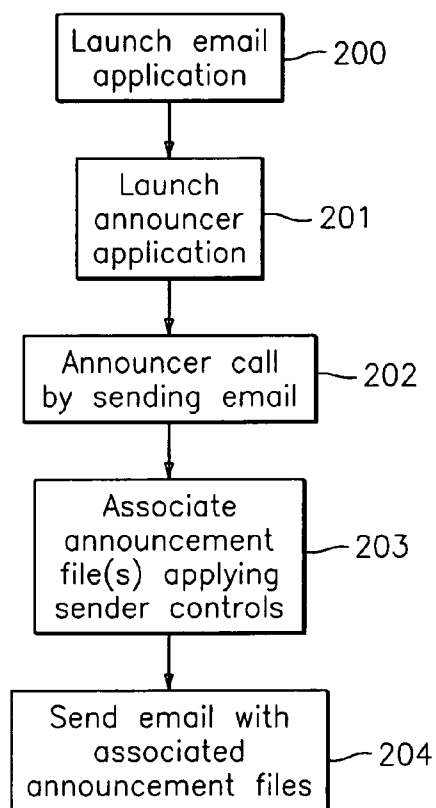 Launch email
application
200
Launch
announcer
application
201
Announcer call
by sending email
202
Associate
announcement
file(s) applying
sender controls
203
Send email with
associated
announcement files
204